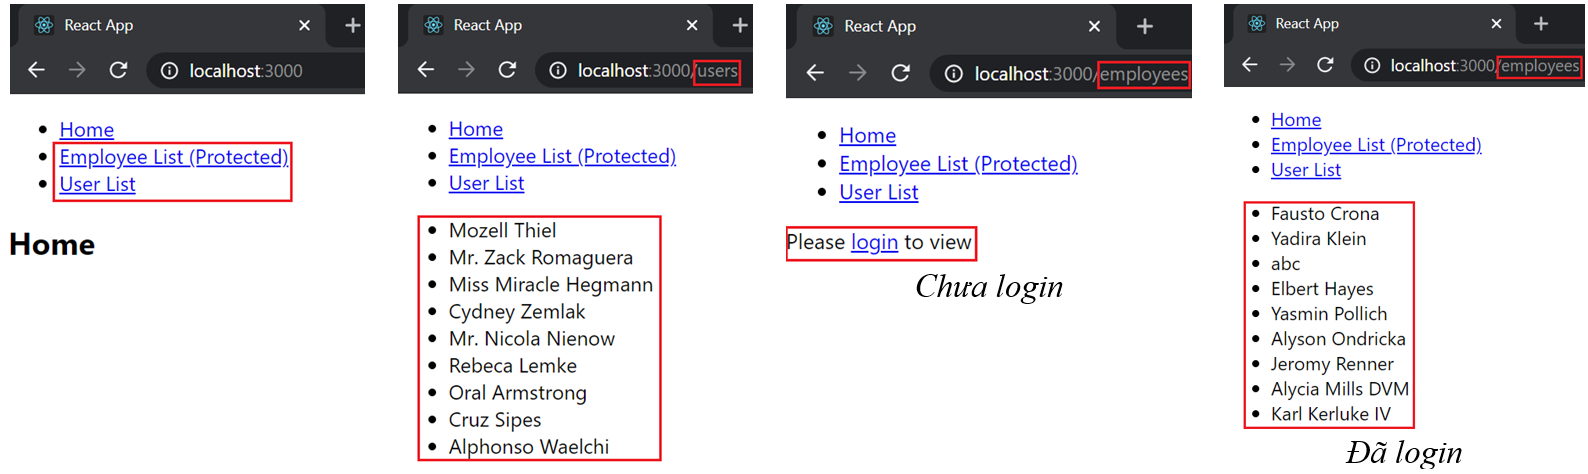 React App
localhost:3000
Home
Employee List (Protected)
User List
Home
React App
localhost:3000/users
Home
Employee List (Protected)
User List
Mozell Thiel
Mr. Zack Romaguera
Miss Miracle Hegmann
Cydney Zemlak
Mr. Nicola Nienow
Rebeca Lemke
Oral Armstrong
Cruz Sipes
Alphonso Waelchi
React App
localhost:3000/employees
Home
Employee List (Protected)
User List
Please login to view
Chưa login
React App
localhost:3000/employees
Home
Employee List (Protected)
User List
Fausto Crona
Yadira Klein
abc
Elbert Hayes
Yasmin Pollich
Alyson Ondricka
Jeromy Renner
Alycia Mills DVM
Karl Kerluke IV
Đã login